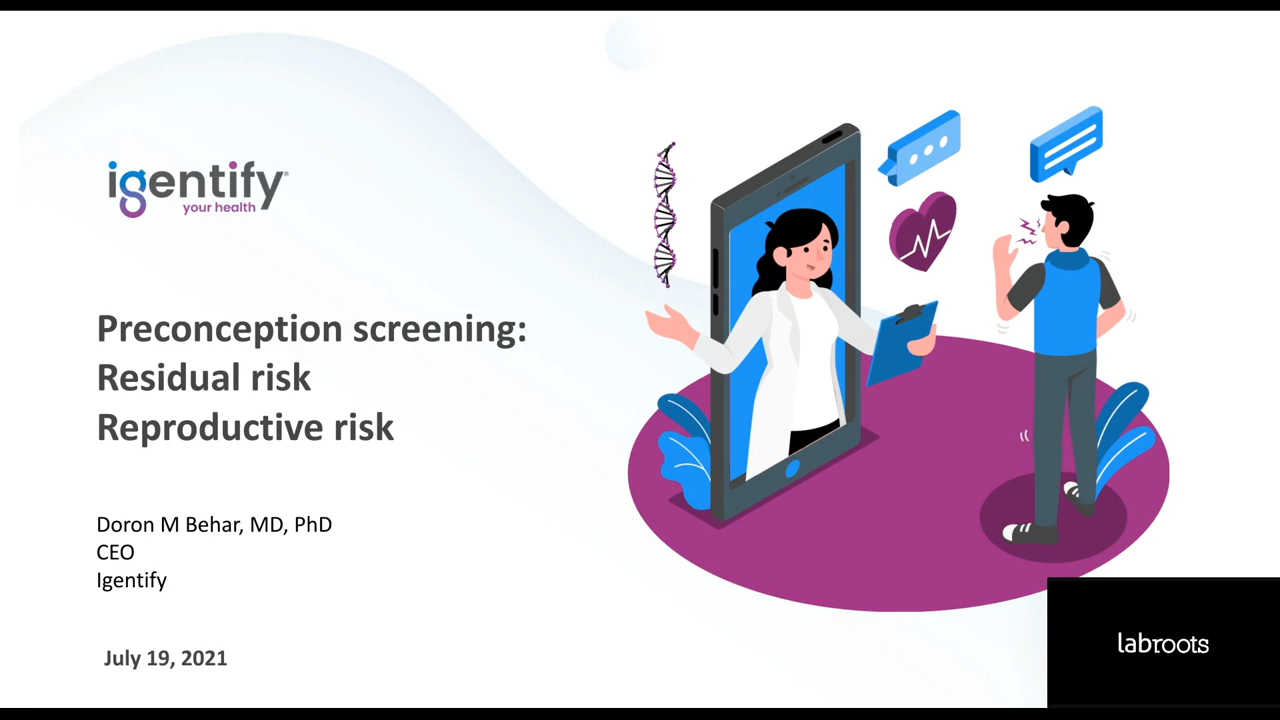 igentify®
your health
Preconception screening:
Residual risk
Reproductive risk
Doron M Behar, MD, PhD
CEO
Igentify
July 19, 2021
labroots